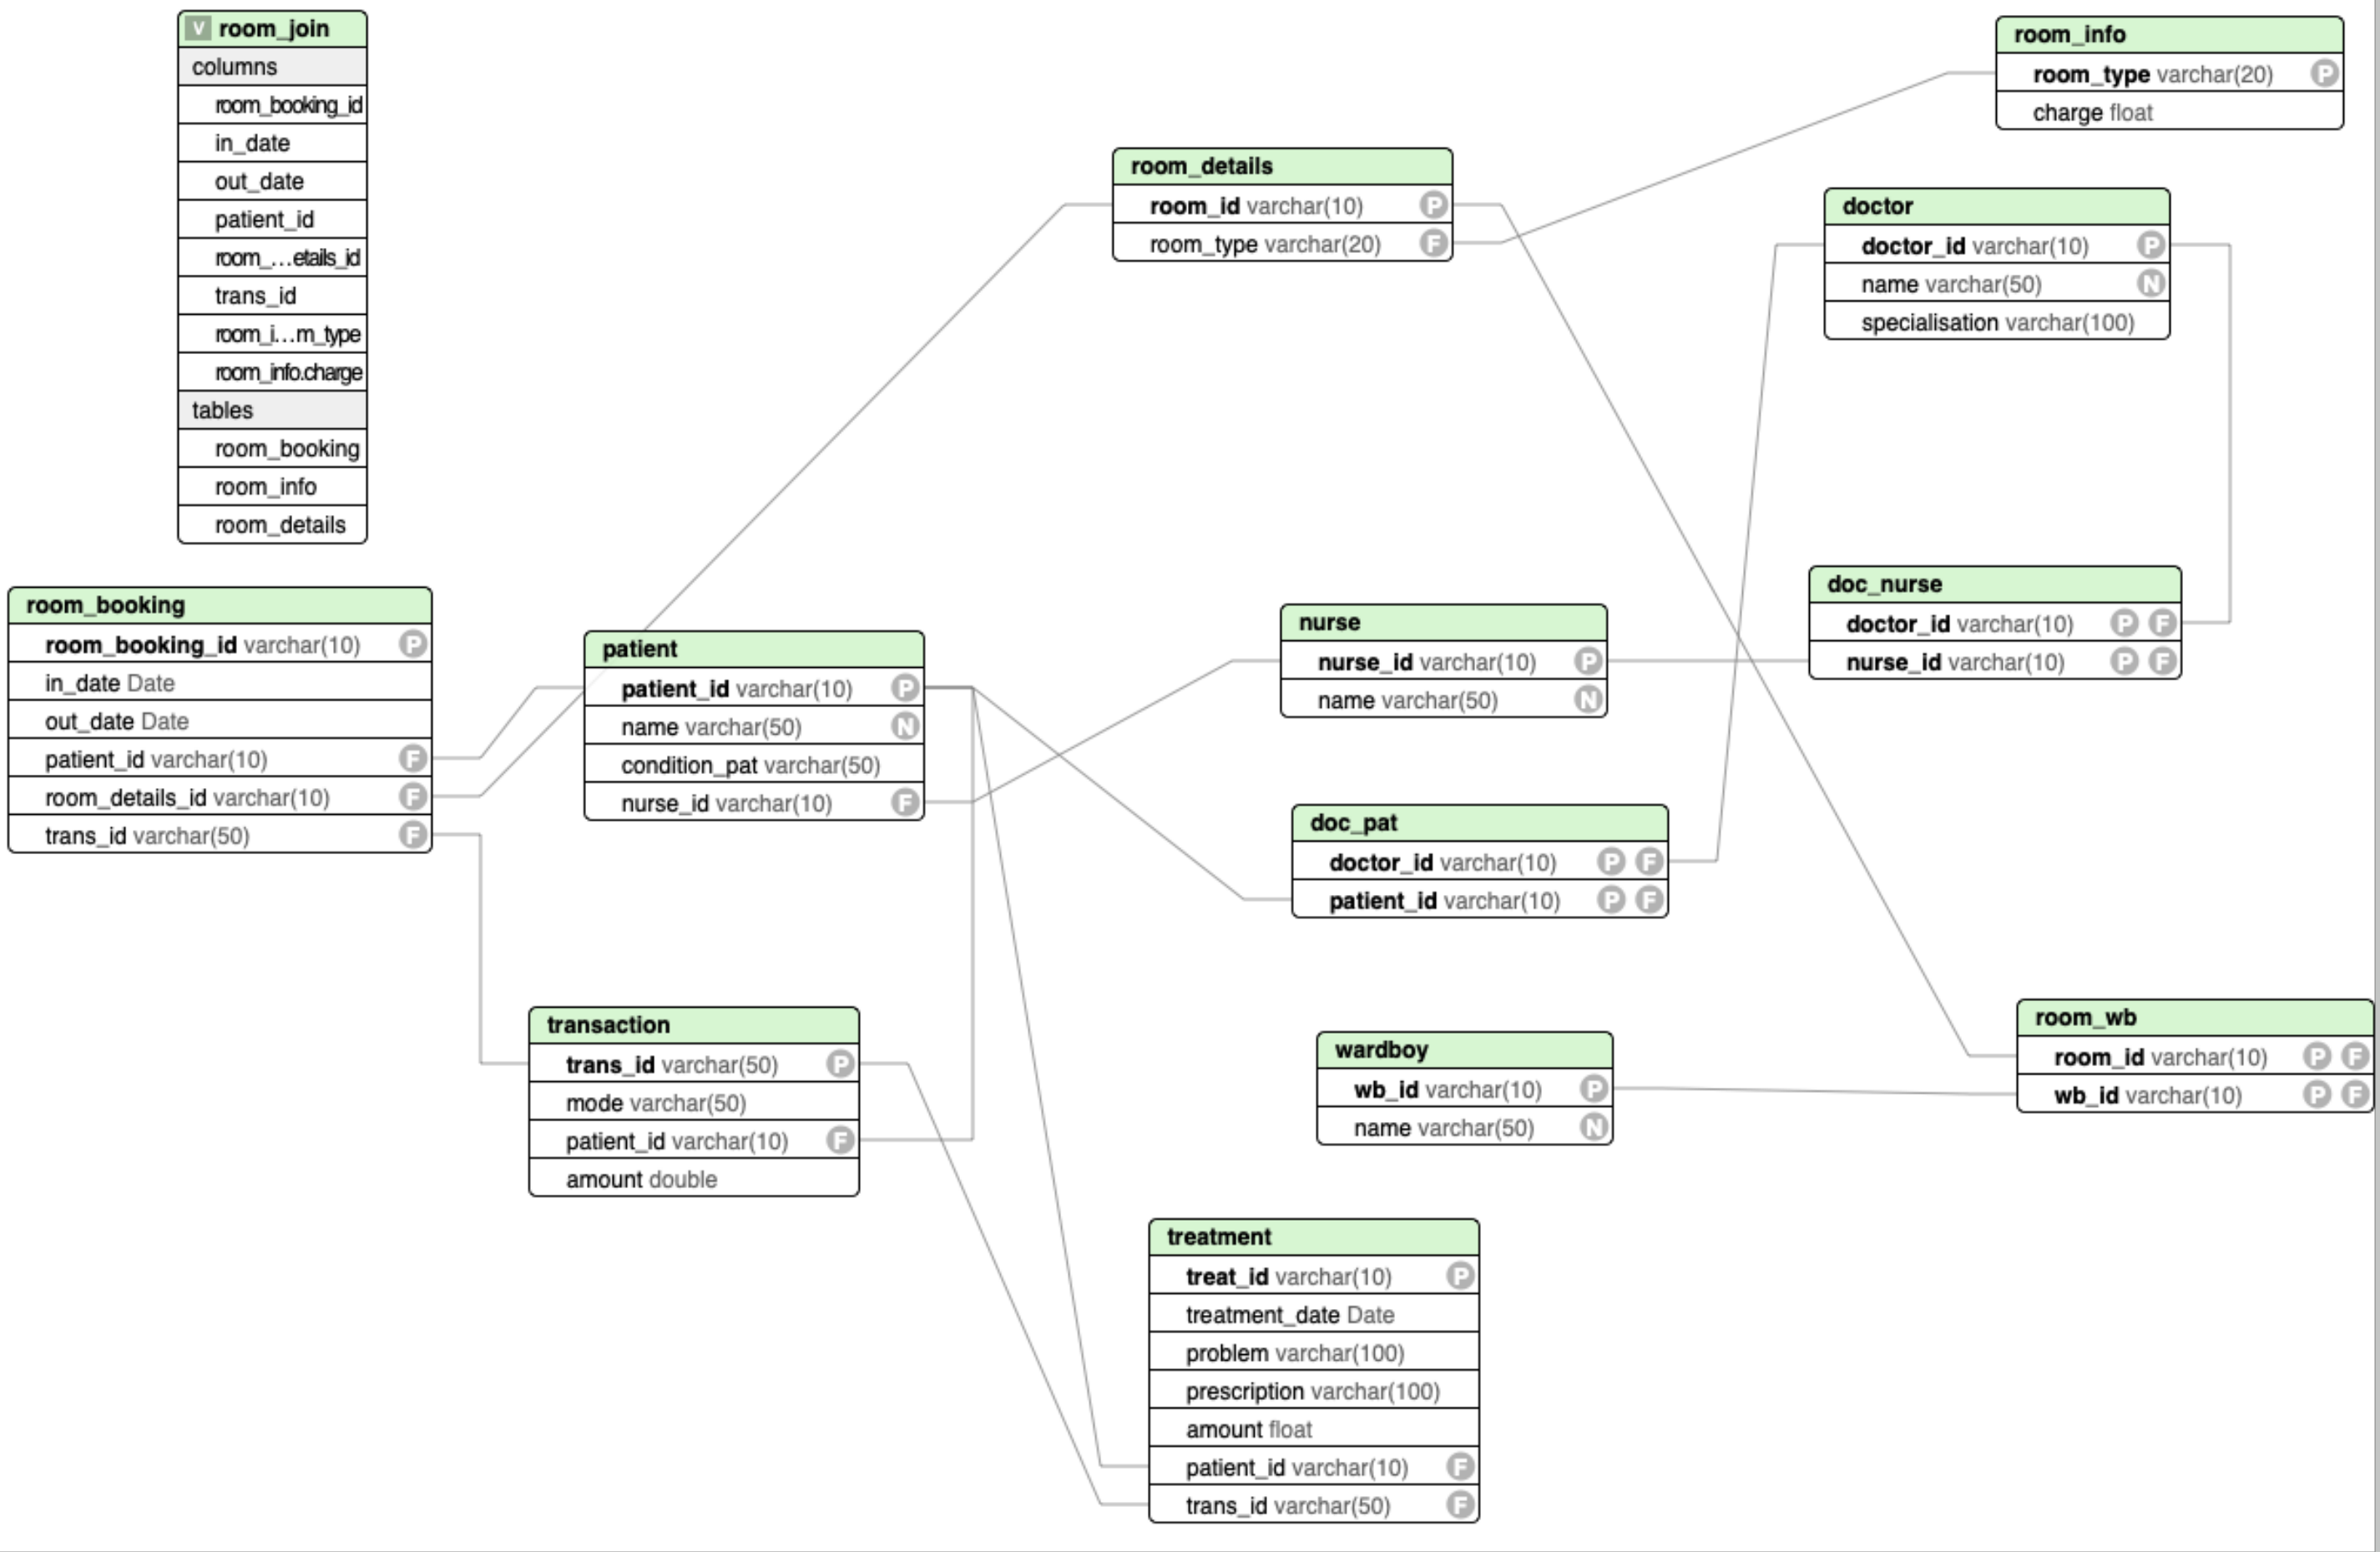 V room_join
columns
room_booking_id
in_date
out_date
patient_id
room_…etails_id
trans_id
room_i…m_type
room_info.charge
tables
room_booking
room_info
room_details
room_info
room_type varchar(20) P
charge float
room_details
room_id varchar(10) P
room_type varchar(20) F
doctor
doctor_id varchar(10) P
name varchar(50) N
specialisation varchar(100)
room_booking
room_booking_id varchar(10) P
in_date Date
out_date Date
patient_id varchar(10) F
room_details_id varchar(10) F
trans_id varchar(50) F
patient
patient_id varchar(10) P
name varchar(50) N
condition_pat varchar(50)
nurse_id varchar(10) F
nurse
nurse_id varchar(10) P
name varchar(50) N
doc_nurse
doctor_id varchar(10) P F
nurse_id varchar(10) P F
doc_pat
doctor_id varchar(10) P F
patient_id varchar(10) P F
transaction
trans_id varchar(50) P
mode varchar(50)
patient_id varchar(10) F
amount double
wardboy
wb_id varchar(10) P
name varchar(50) N
room_wb
room_id varchar(10) P F
wb_id varchar(10) P F
treatment
treat_id varchar(10) P
treatment_date Date
problem varchar(100)
prescription varchar(100)
amount float
patient_id varchar(10) F
trans_id varchar(50) F